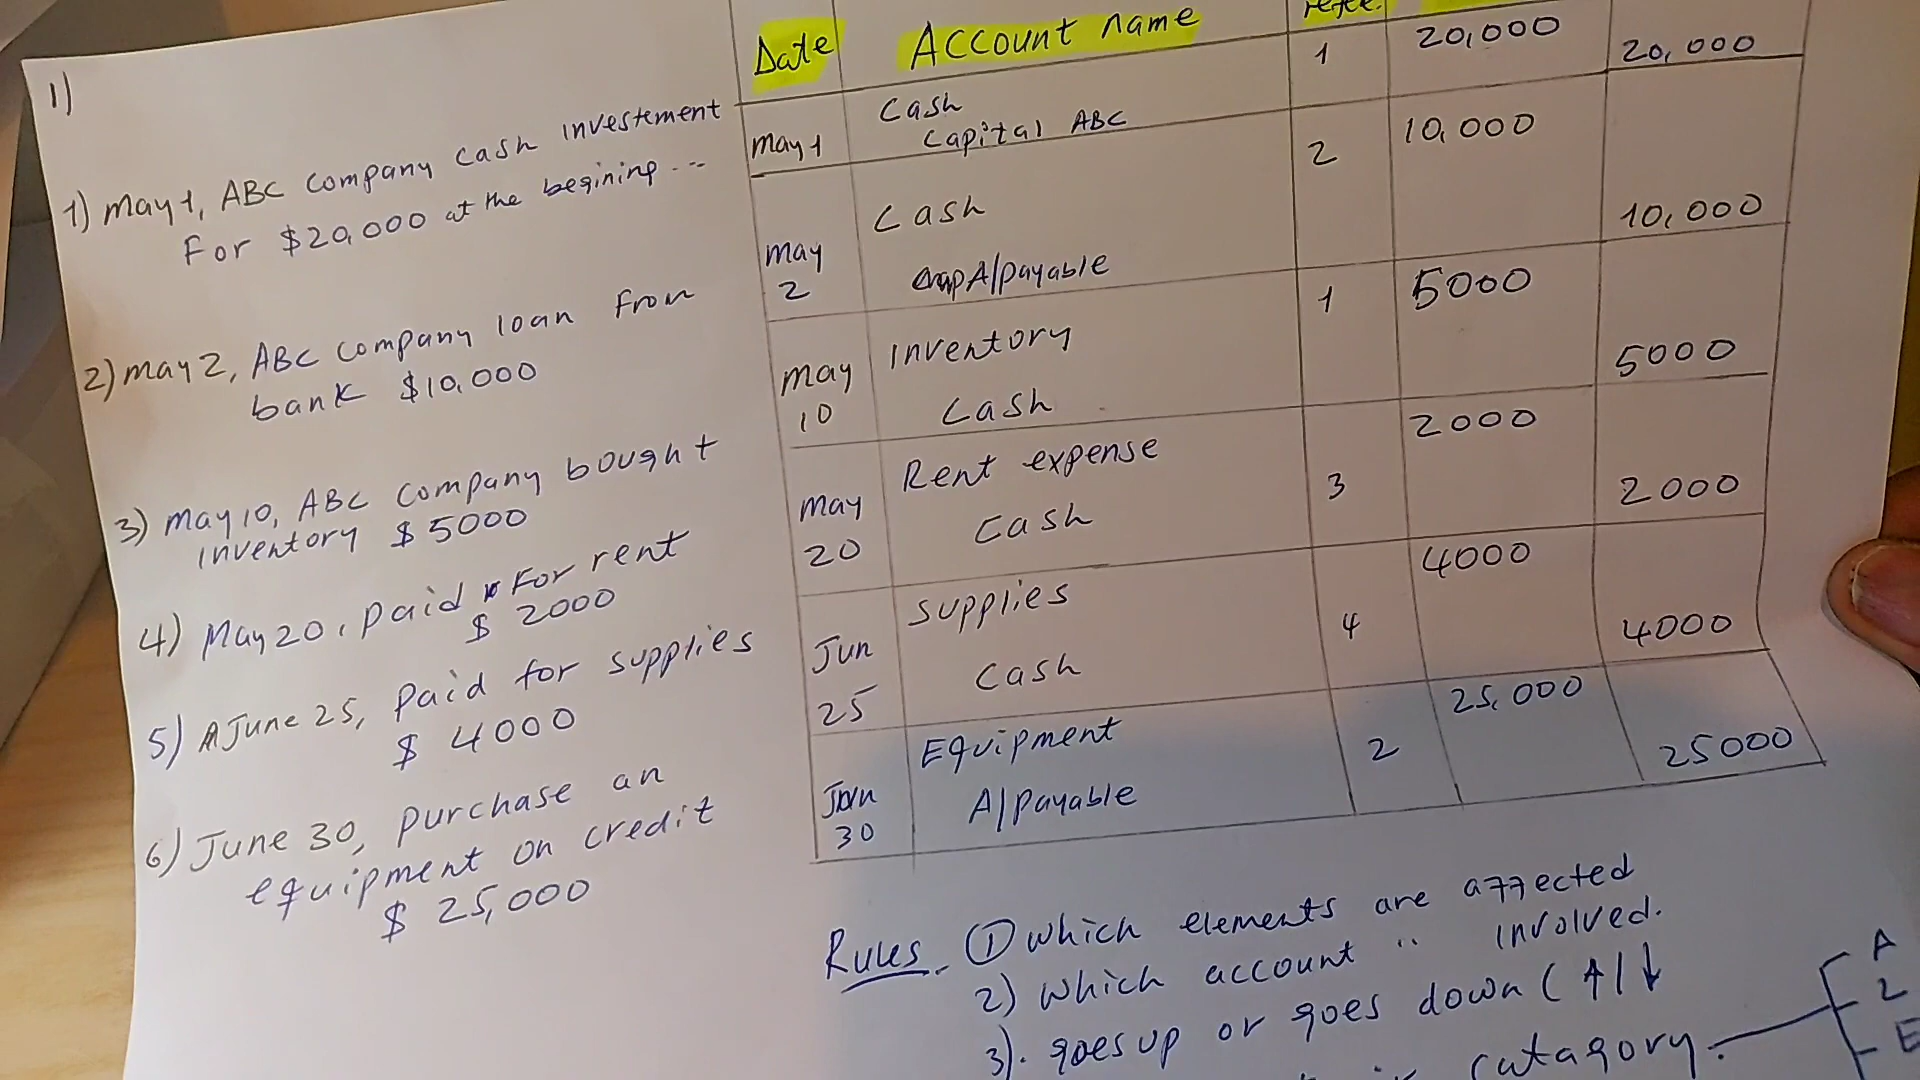 1)
1) may 1, ABC company cash investement
For $20,000 at the begining...
2) may 2, ABC company loan from
bank $10,000
3) may 10, ABC company bought
inventory $5000
4) May 20, paid For rent
$ 2000
5) June 25, paid for supplies
$ 4000
6) June 30, purchase an
equipment on credit
$ 25,000
Date Account name refer.
may 1 Cash 1 20,000
Capital ABC 20,000
may 2 Cash 2 10,000
A/payable 10,000
may 10 Inventory 1 5000
Cash 5000
may 20 Rent expense 3 2000
Cash 2000
Jun 25 supplies 4 4000
Cash 4000
Jun 30 Equipment 2 25,000
A/payable 25000
Rules. ① which elements are affected
2) which account " involved.
3). goes up or goes down (↑/↓
catagory.
A
L
E